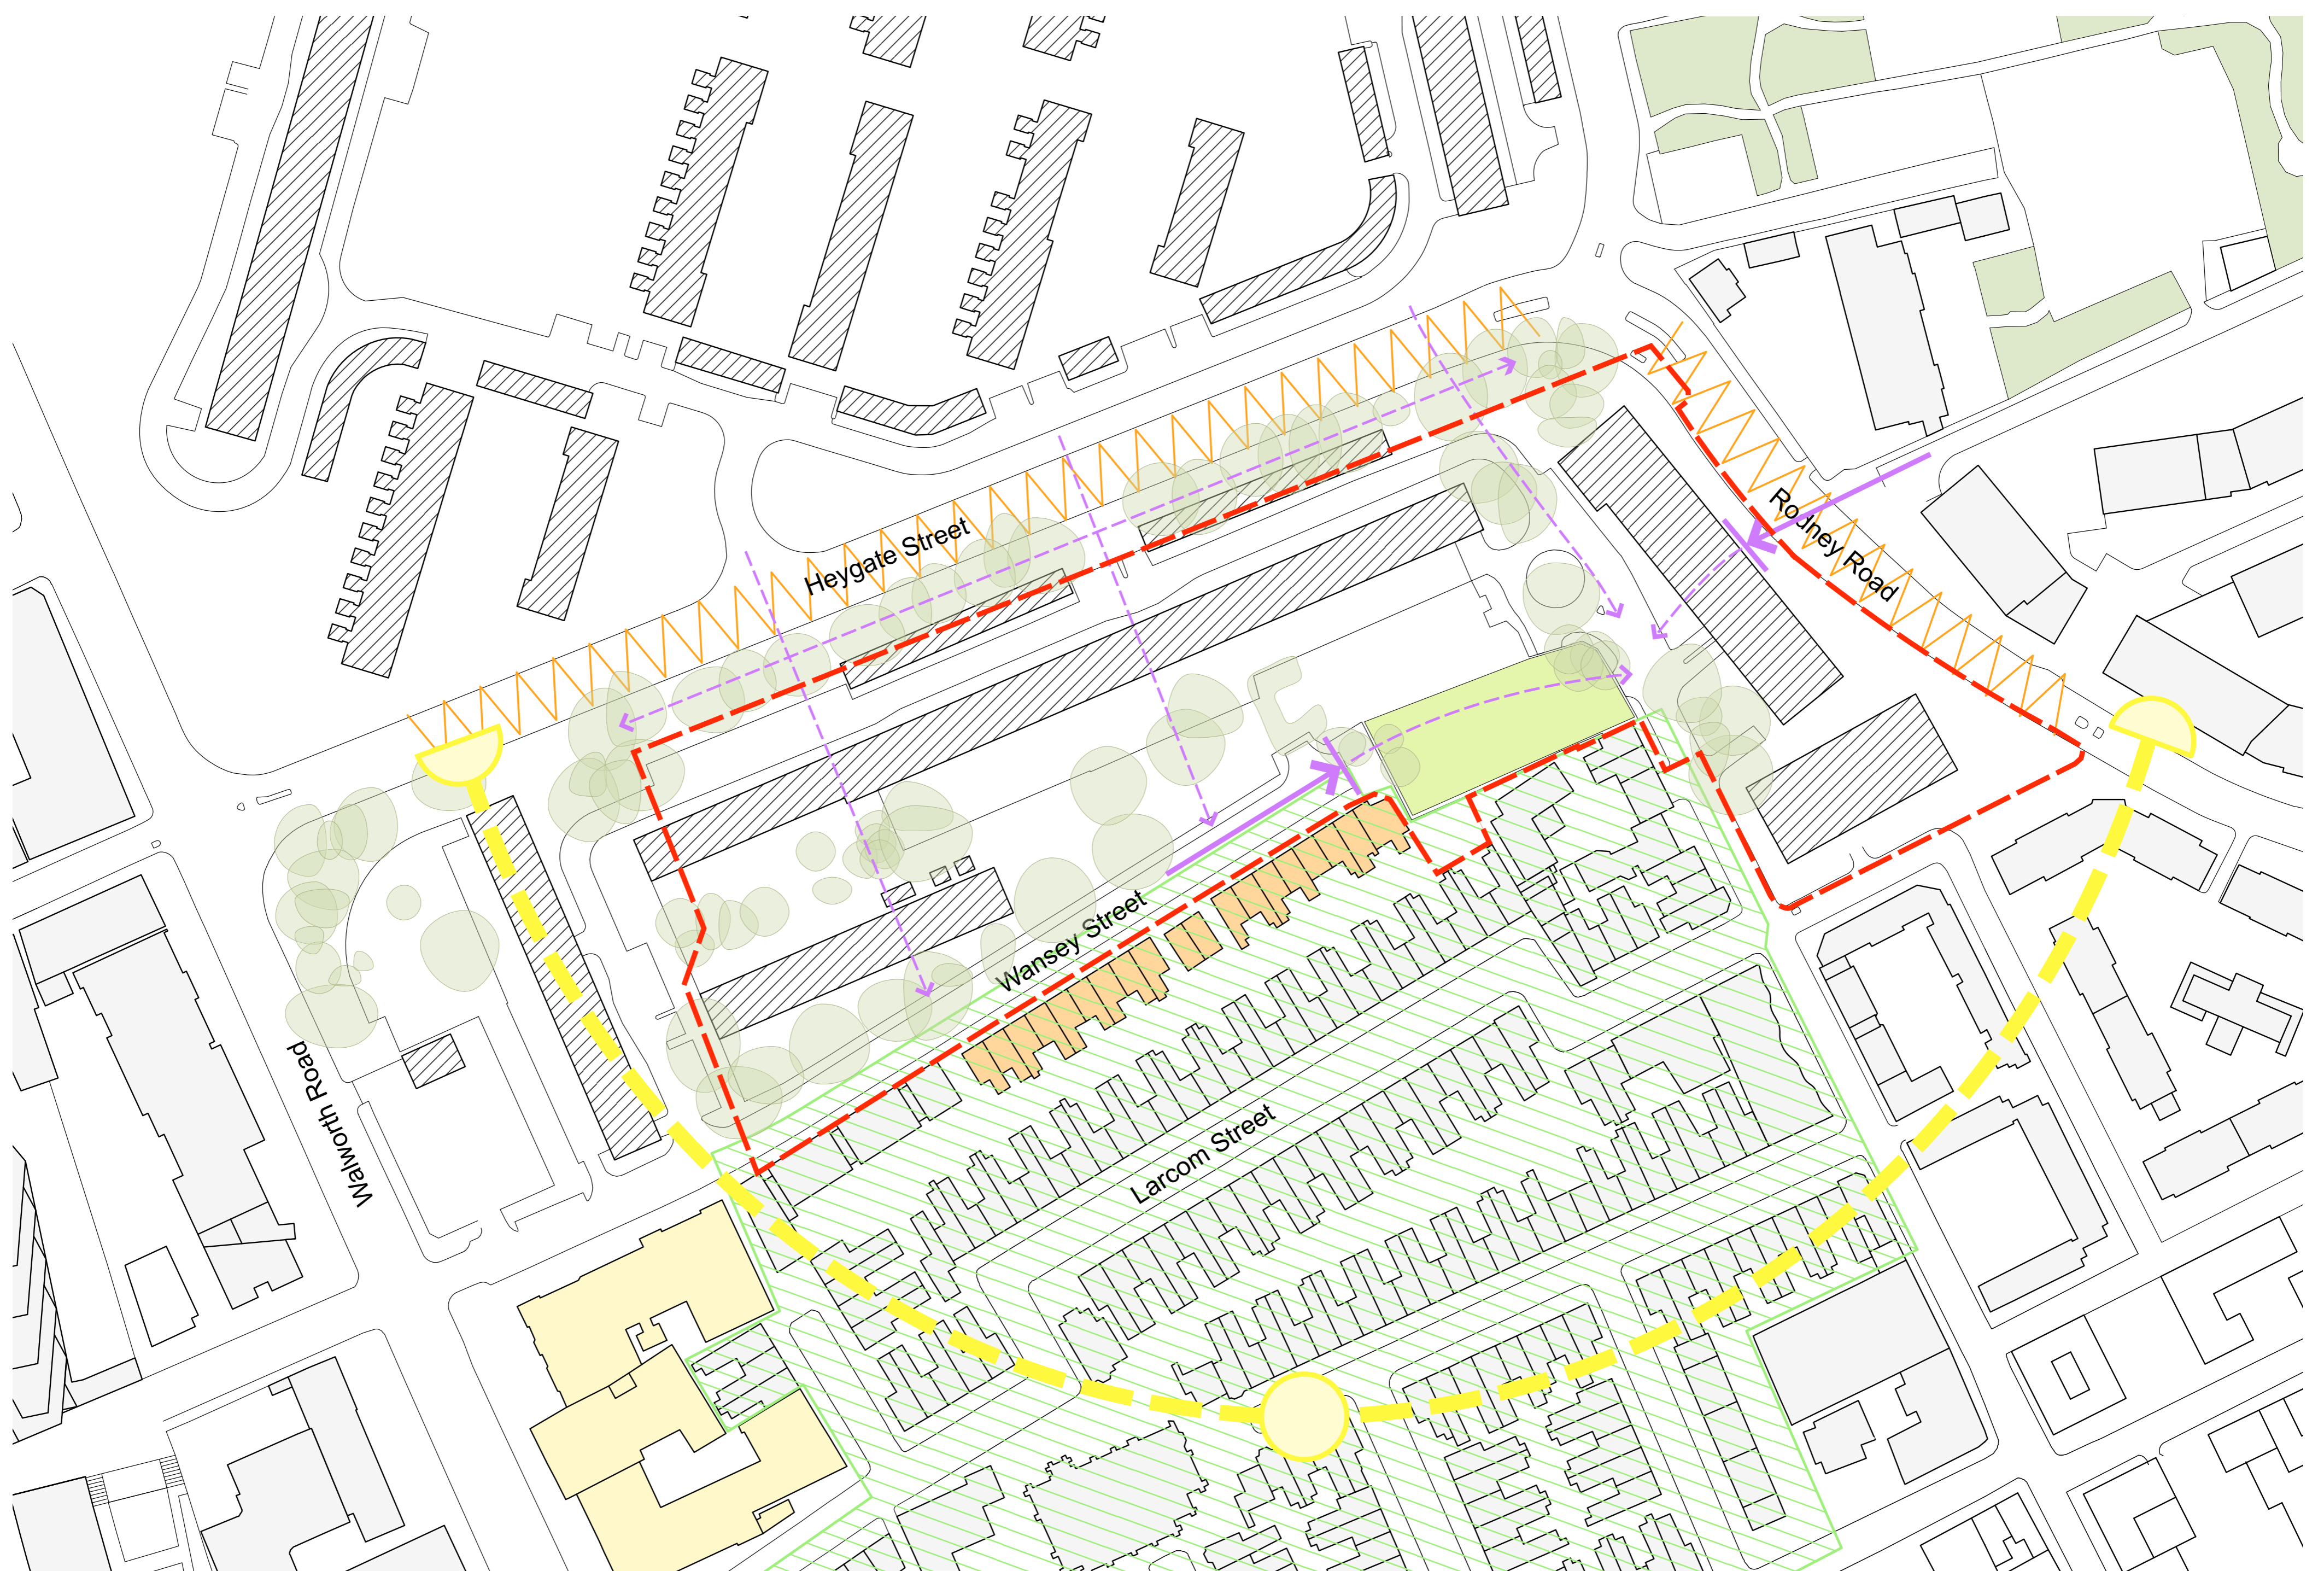 Heygate Street
Rodney Road
Wansey Street
Walworth Road
Larcom Street